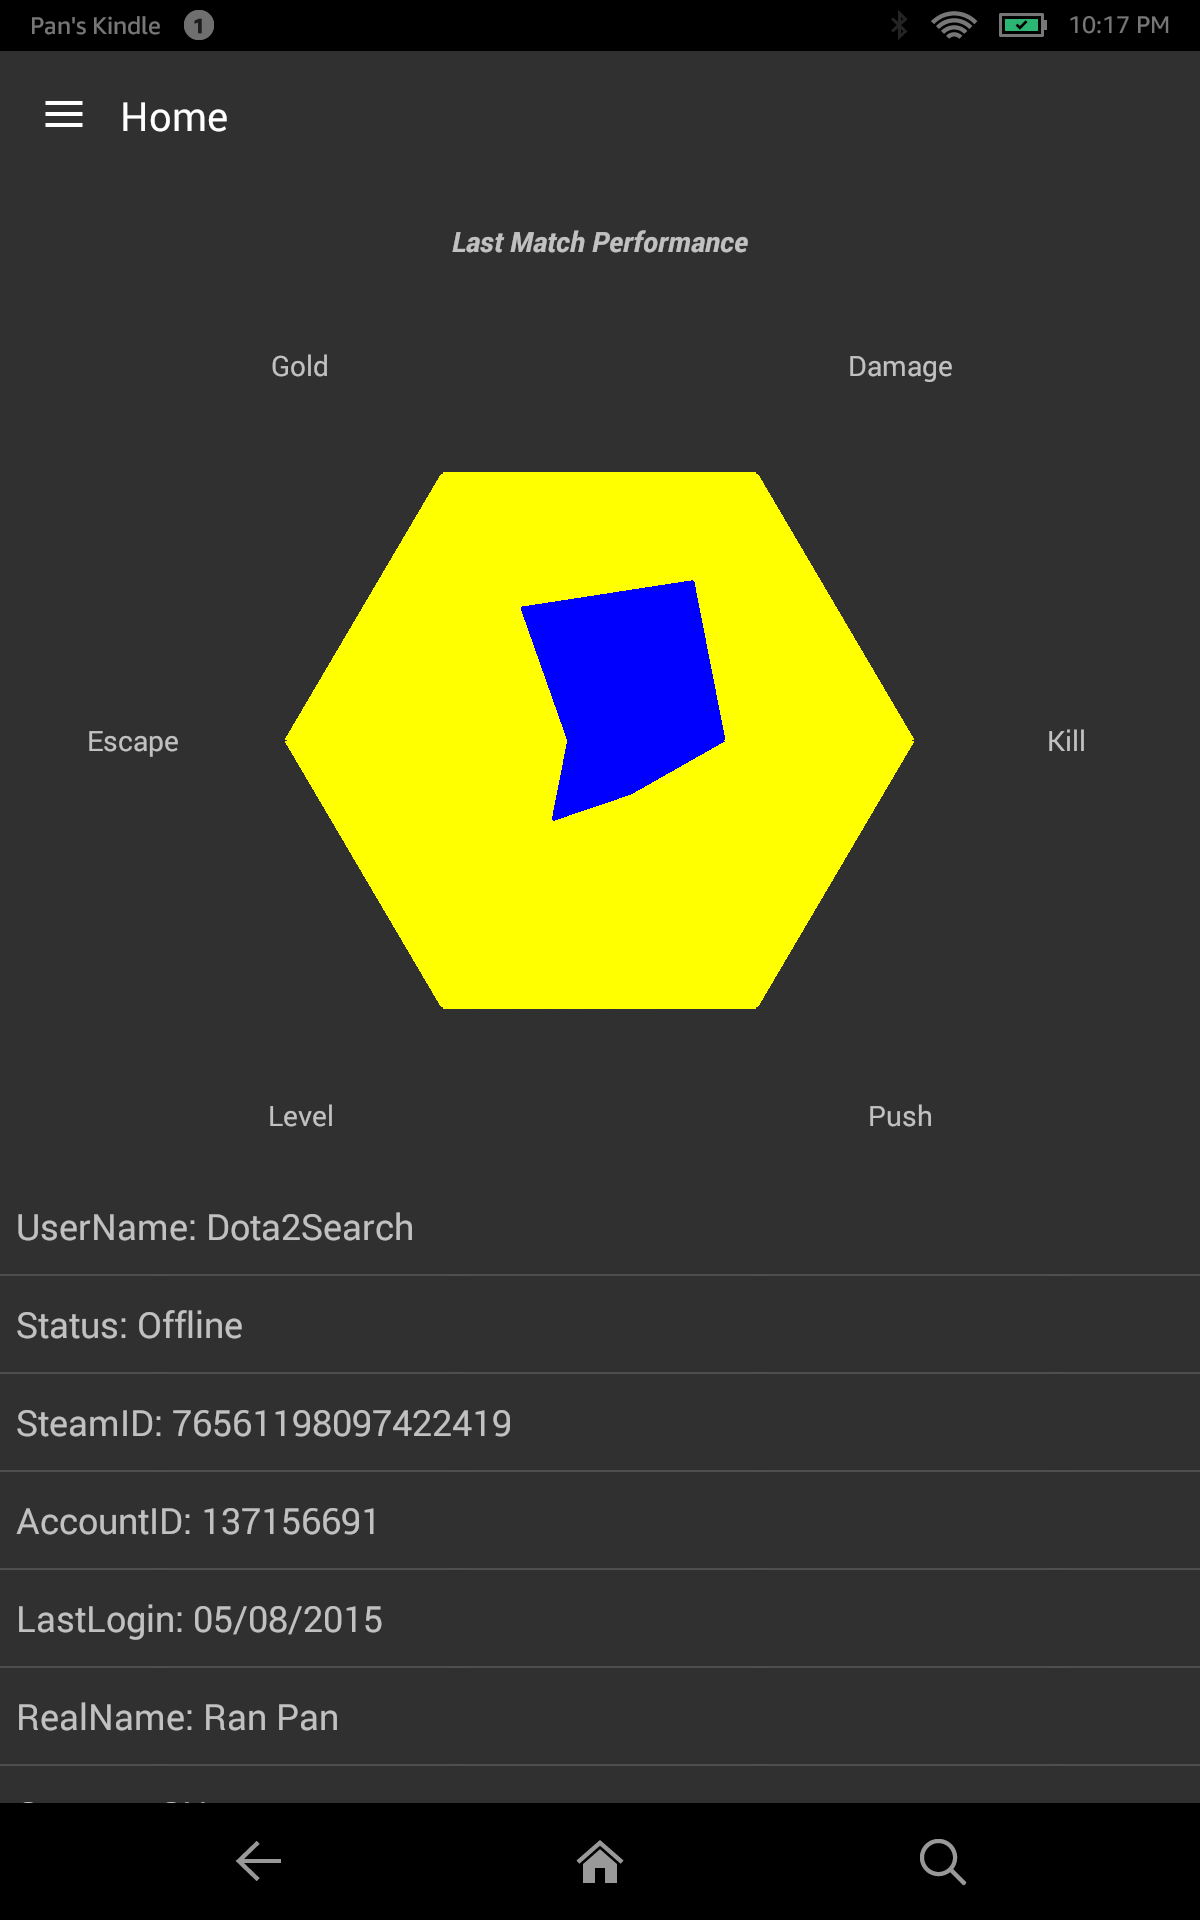 Pan's Kindle 1 10:17 PM
Home
Last Match Performance
Gold Damage
Escape Kill
Level Push
UserName: Dota2Search
Status: Offline
SteamID: 76561198097422419
AccountID: 137156691
LastLogin: 05/08/2015
RealName: Ran Pan